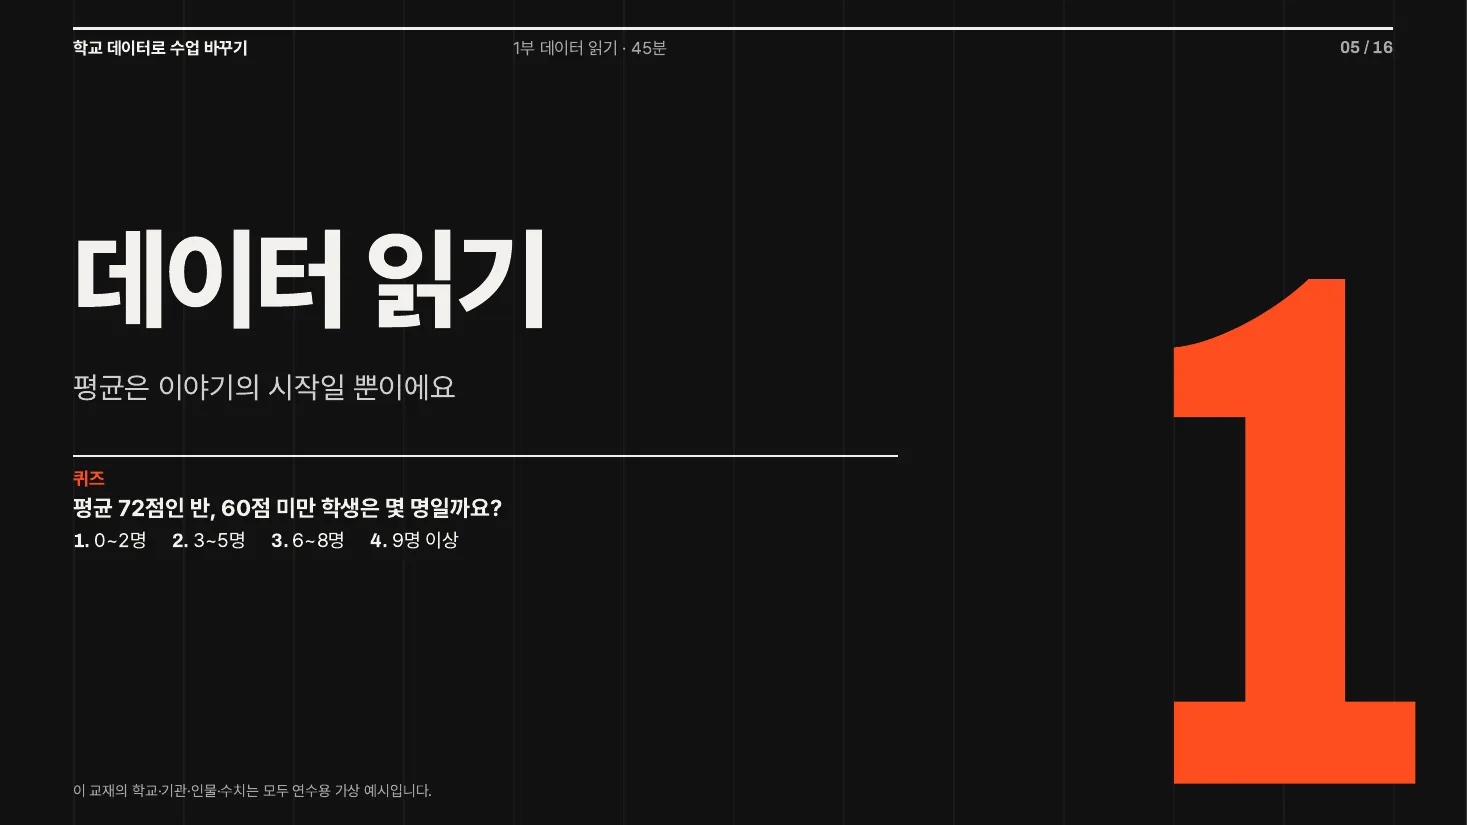 학교 데이터로 수업 바꾸기
1부 데이터 읽기 · 45분
05 / 16
데이터 읽기
평균은 이야기의 시작일 뿐이에요
1
퀴즈
평균 72점인 반, 60점 미만 학생은 몇 명일까요?
1. 0~2명 2. 3~5명 3. 6~8명 4. 9명 이상
이 교재의 학교·기관·인물·수치는 모두 연수용 가상 예시입니다.